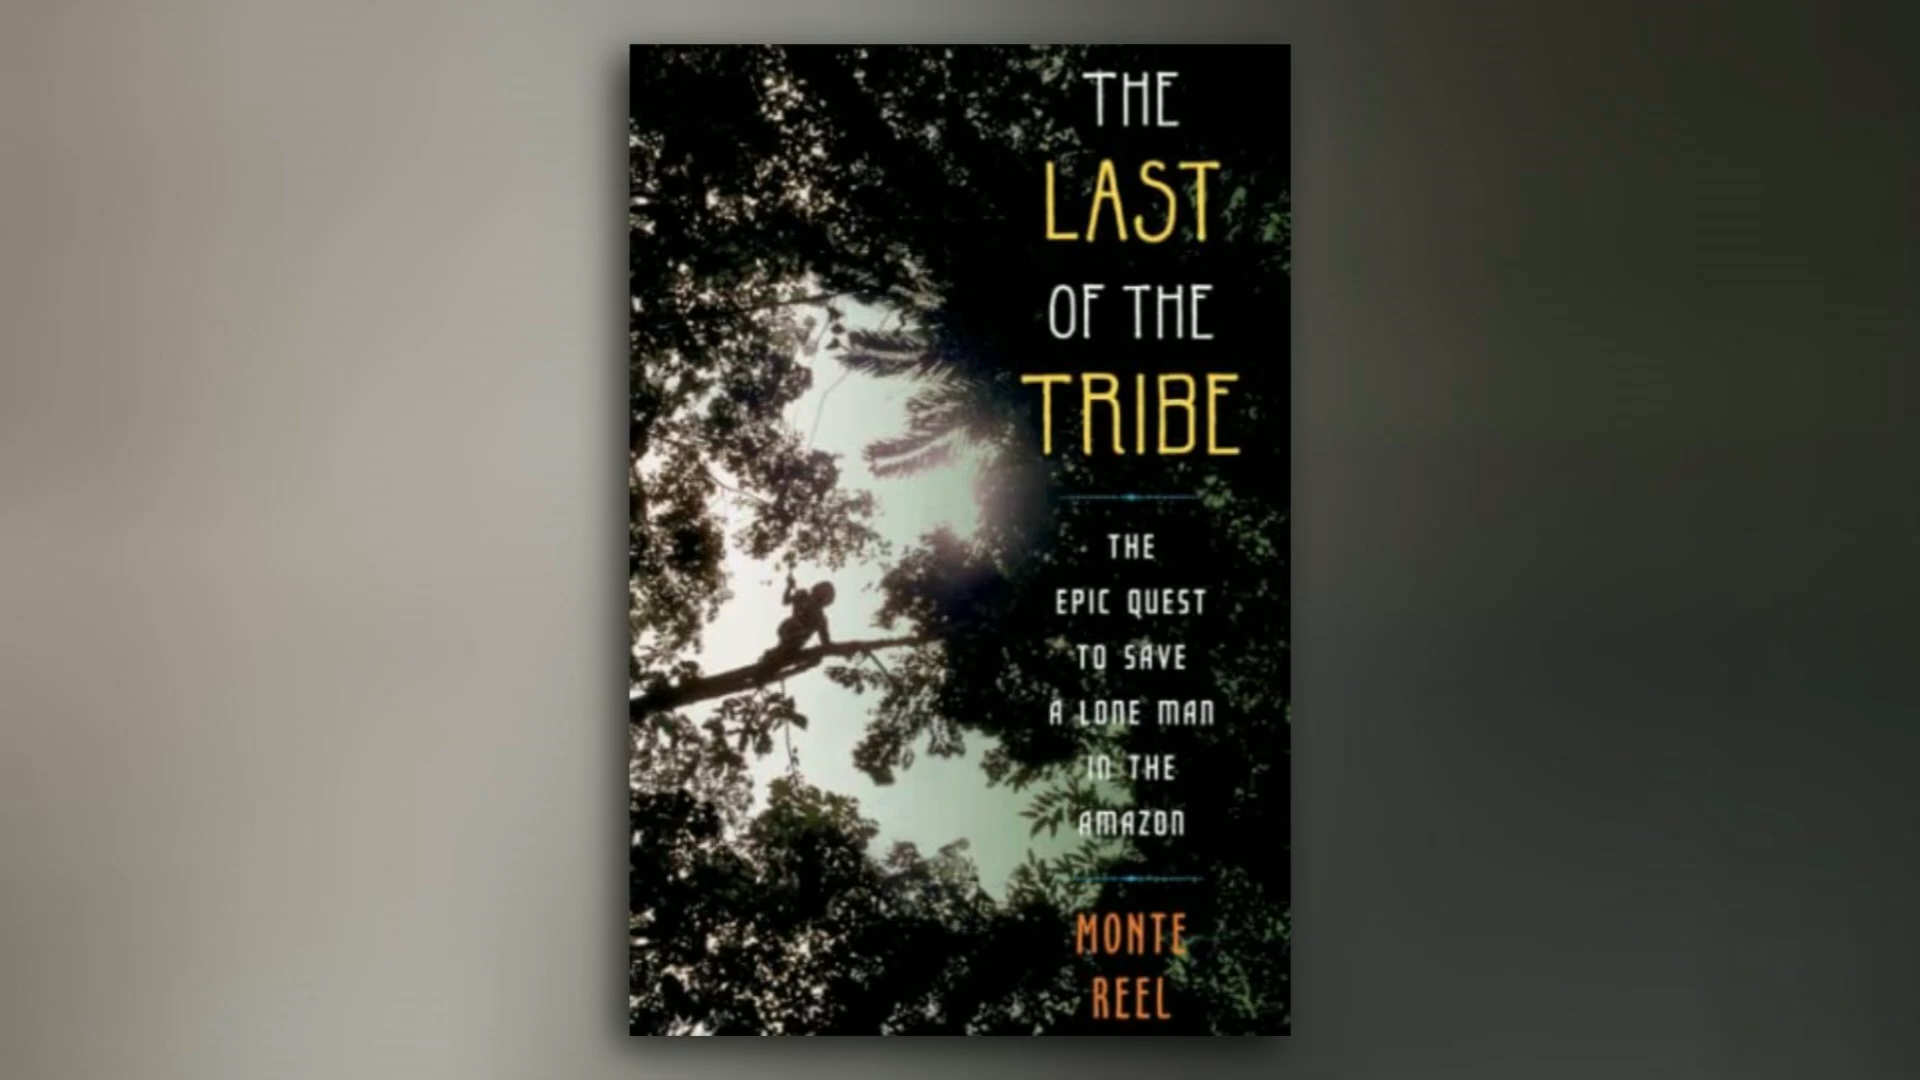 THE
LAST
OF THE
TRIBE
THE
EPIC QUEST
TO SAVE
A LONE MAN
IN THE
AMAZON
MONTE
REEL